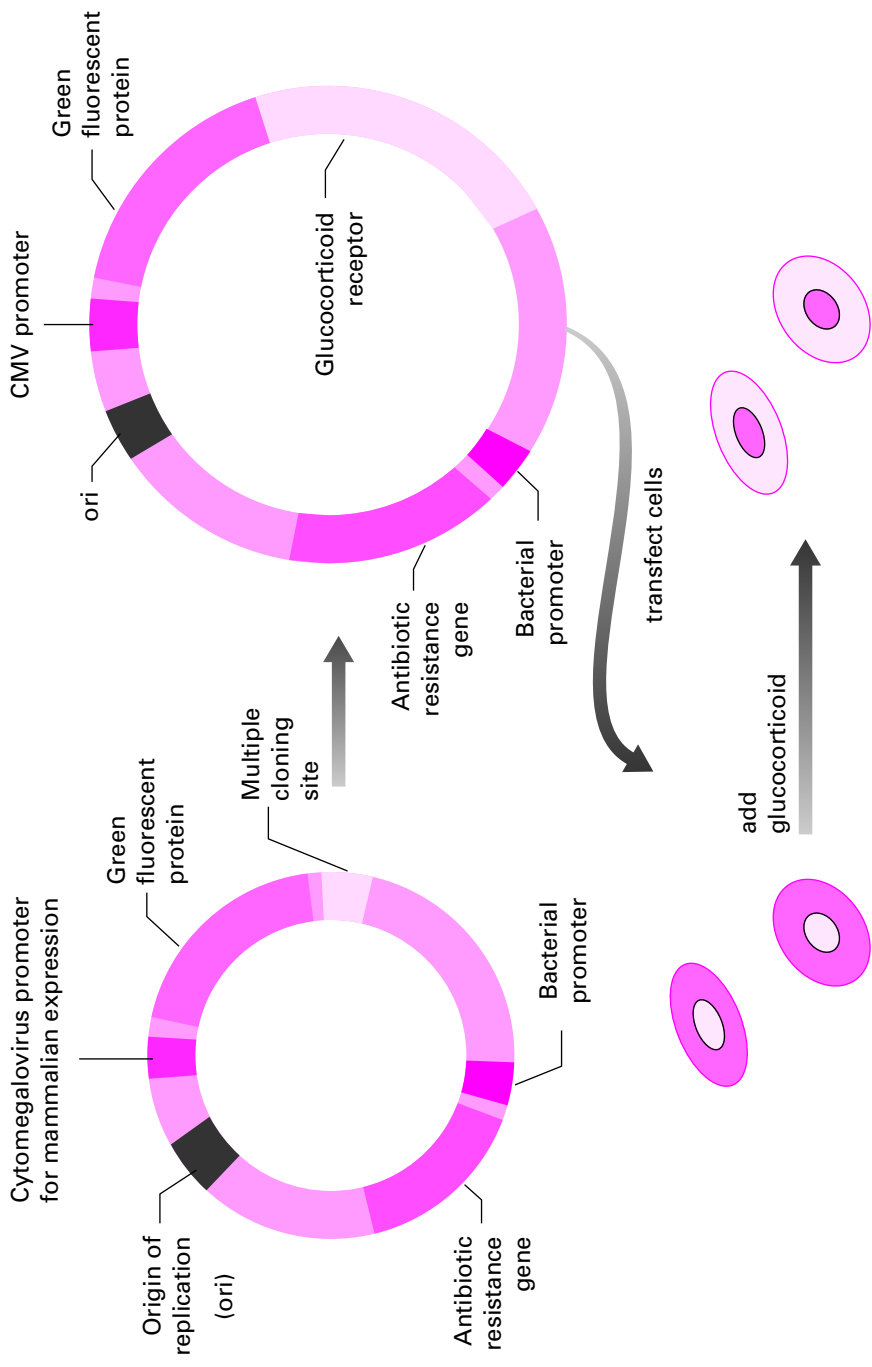 Cytomegalovirus promoter
for mammalian expression
Green
fluorescent
protein
Multiple
cloning
site
Origin of
replication
(ori)
Antibiotic
resistance
gene
Bacterial
promoter
CMV promoter
Green
fluorescent
protein
ori
Glucocorticoid
receptor
Antibiotic
resistance
gene
Bacterial
promoter
transfect cells
add
glucocorticoid